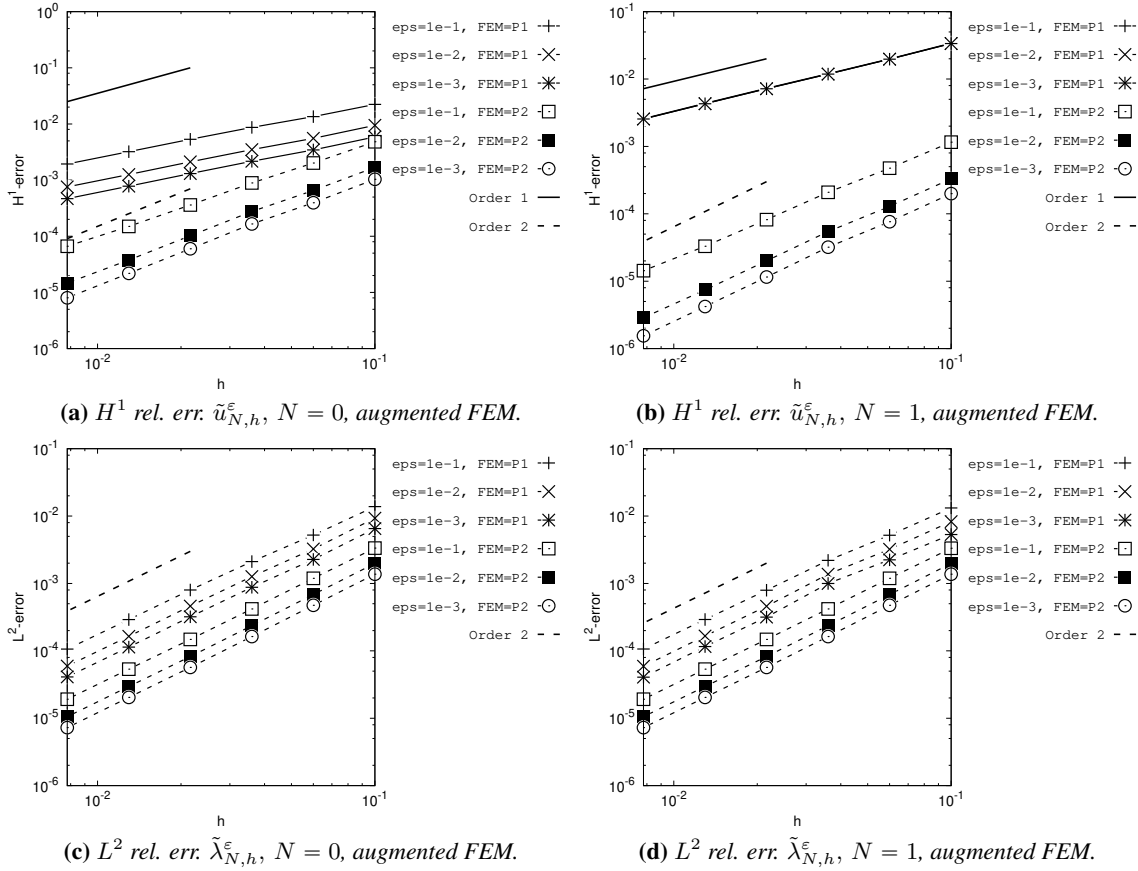 10^0
10^-1
10^-2
10^-3
10^-4
10^-5
10^-6
H^1-error
10^-2
10^-1
h
eps=1e-1, FEM=P1
eps=1e-2, FEM=P1
eps=1e-3, FEM=P1
eps=1e-1, FEM=P2
eps=1e-2, FEM=P2
eps=1e-3, FEM=P2
Order 1
Order 2
(a) H^1 rel. err. ũ^ε_{N,h}, N = 0, augmented FEM.
10^-1
10^-2
10^-3
10^-4
10^-5
10^-6
H^1-error
10^-2
10^-1
h
eps=1e-1, FEM=P1
eps=1e-2, FEM=P1
eps=1e-3, FEM=P1
eps=1e-1, FEM=P2
eps=1e-2, FEM=P2
eps=1e-3, FEM=P2
Order 1
Order 2
(b) H^1 rel. err ũ^ε_{N,h}, N = 1, augmented FEM.
10^-1
10^-2
10^-3
10^-4
10^-5
10^-6
L^2-error
10^-2
10^-1
h
eps=1e-1, FEM=P1
eps=1e-2, FEM=P1
eps=1e-3, FEM=P1
eps=1e-1, FEM=P2
eps=1e-2, FEM=P2
eps=1e-3, FEM=P2
Order 2
(c) L^2 rel. err. λ̃^ε_{N,h}, N = 0, augmented FEM.
10^-1
10^-2
10^-3
10^-4
10^-5
10^-6
L^2-error
10^-2
10^-1
h
eps=1e-1, FEM=P1
eps=1e-2, FEM=P1
eps=1e-3, FEM=P1
eps=1e-1, FEM=P2
eps=1e-2, FEM=P2
eps=1e-3, FEM=P2
Order 2
(d) L^2 rel. err. λ̃^ε_{N,h}, N = 1, augmented FEM.